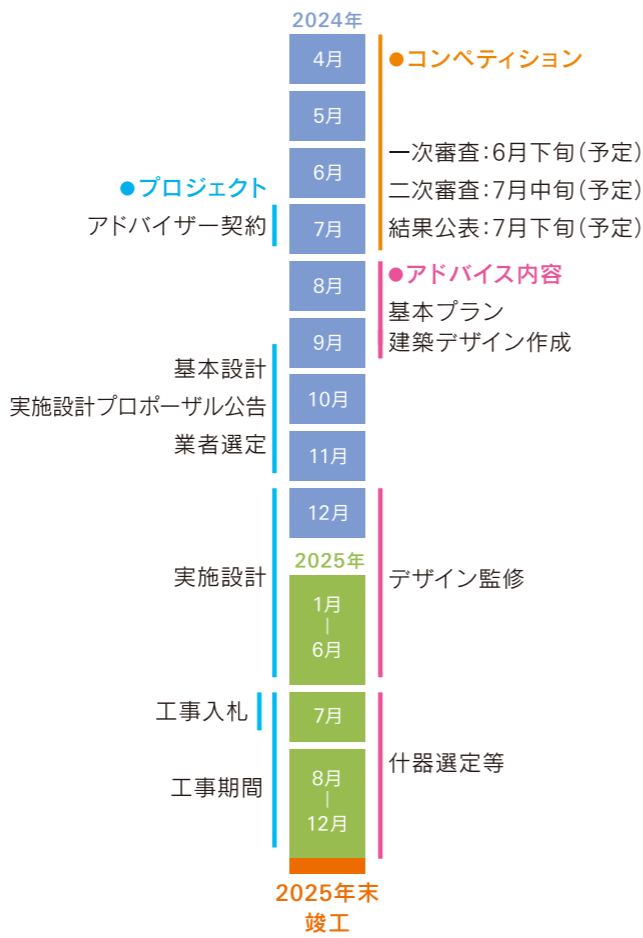 2024年
4月
●コンペティション
5月
一次審査:6月下旬(予定)
6月
二次審査:7月中旬(予定)
●プロジェクト
アドバイザー契約
7月
結果公表:7月下旬(予定)
8月
●アドバイス内容
基本プラン
9月
建築デザイン作成
基本設計
実施設計プロポーザル公告
10月
業者選定
11月
12月
2025年
実施設計
デザイン監修
1月
|
6月
工事入札
7月
什器選定等
工事期間
8月
|
12月
2025年末
竣工